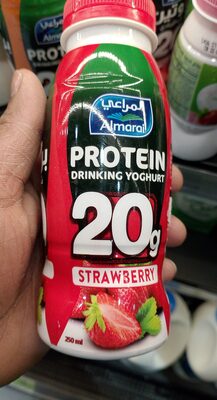 المراعي
Almarai
PROTEIN
DRINKING YOGHURT
20g
STRAWBERRY
250 ml